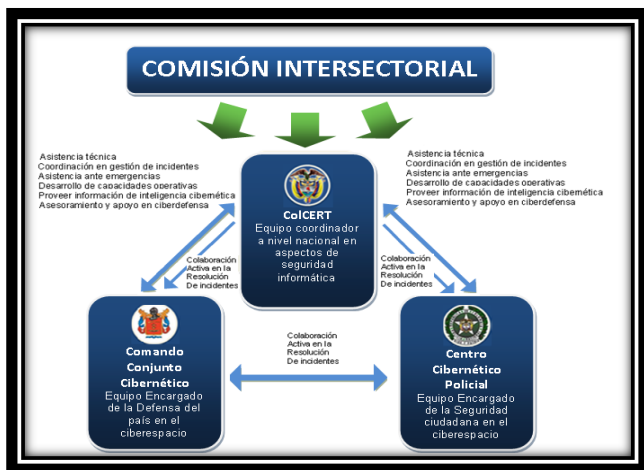 COMISIÓN INTERSECTORIAL
Asistencia técnica
Coordinación en gestión de incidentes
Asistencia ante emergencias
Desarrollo de capacidades operativas
Proveer información de inteligencia cibernética
Asesoramiento y apoyo en ciberdefensa
Asistencia técnica
Coordinación en gestión de incidentes
Asistencia ante emergencias
Desarrollo de capacidades operativas
Proveer información de inteligencia cibernética
Asesoramiento y apoyo en ciberdefensa
ColCERT
Equipo coordinador
a nivel nacional en
aspectos de
seguridad
informática
Colaboración
Activa en la
Resolución
De incidentes
Colaboración
Activa en la
Resolución
De incidentes
Comando
Conjunto
Cibernético
Equipo Encargado
de la Defensa del
país en el
ciberespacio
Colaboración
Activa en la
Resolución
De incidentes
Centro
Cibernético
Policial
Equipo Encargado
de la Seguridad
ciudadana en el
ciberespacio